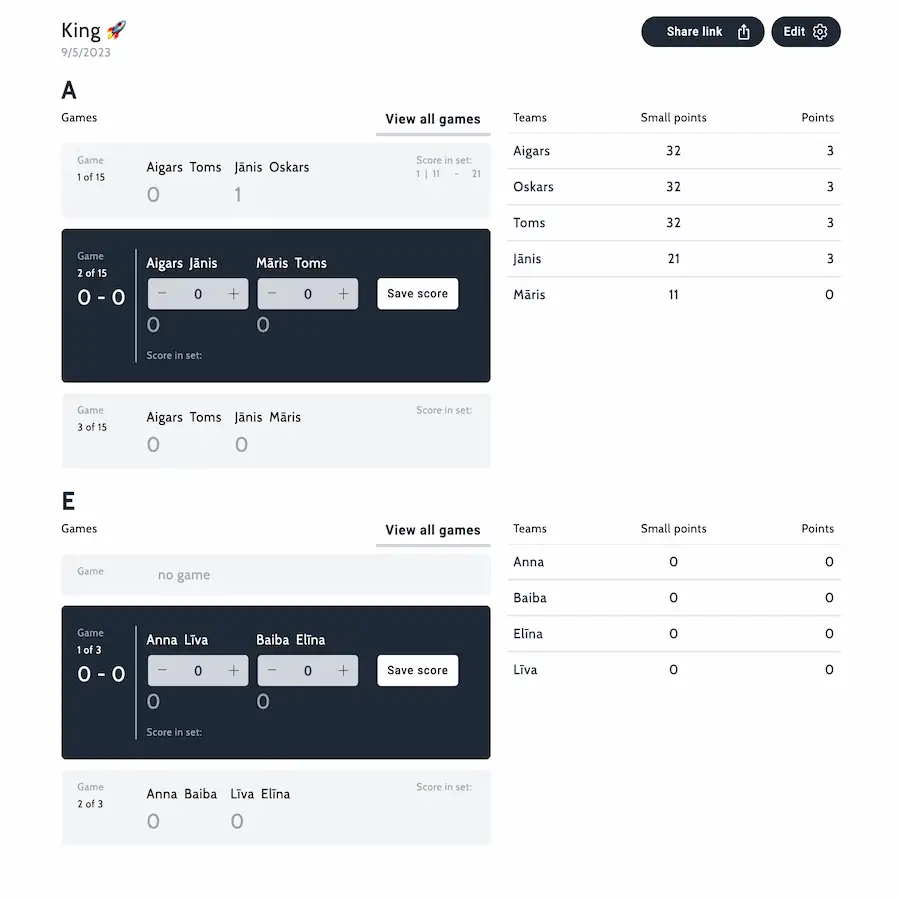 King 🚀
9/5/2023
Share link
Edit
A
Games
View all games
Game
1 of 15
Aigars Toms Jānis Oskars
0 1
Score in set:
1 | 11 - 21
Game
2 of 15
0 - 0
Aigars Jānis Māris Toms
− 0 + − 0 +
Save score
0 0
Score in set:
Game
3 of 15
Aigars Toms Jānis Māris
0 0
Score in set:
Teams Small points Points
Aigars 32 3
Oskars 32 3
Toms 32 3
Jānis 21 3
Māris 11 0
E
Games
View all games
Game
no game
Game
1 of 3
0 - 0
Anna Līva Baiba Elīna
− 0 + − 0 +
Save score
0 0
Score in set:
Game
2 of 3
Anna Baiba Līva Elīna
0 0
Score in set:
Teams Small points Points
Anna 0 0
Baiba 0 0
Elīna 0 0
Līva 0 0